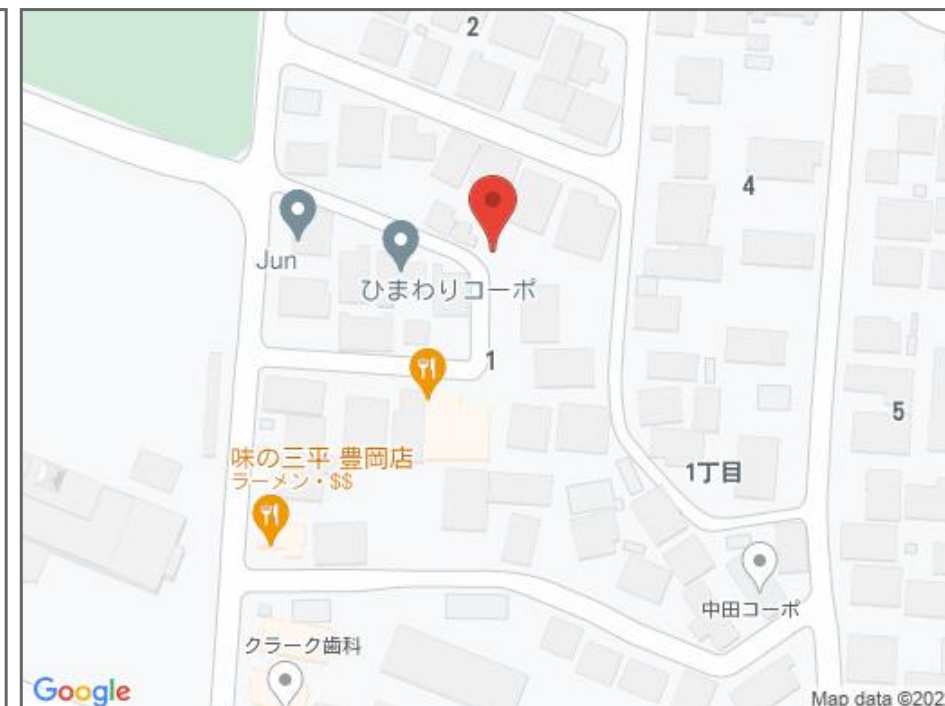 2
4
Jun
ひまわりコーポ
1
5
味の三平 豊岡店
ラーメン・$$
1丁目
中田コーポ
クラーク歯科
Google
Map data ©202